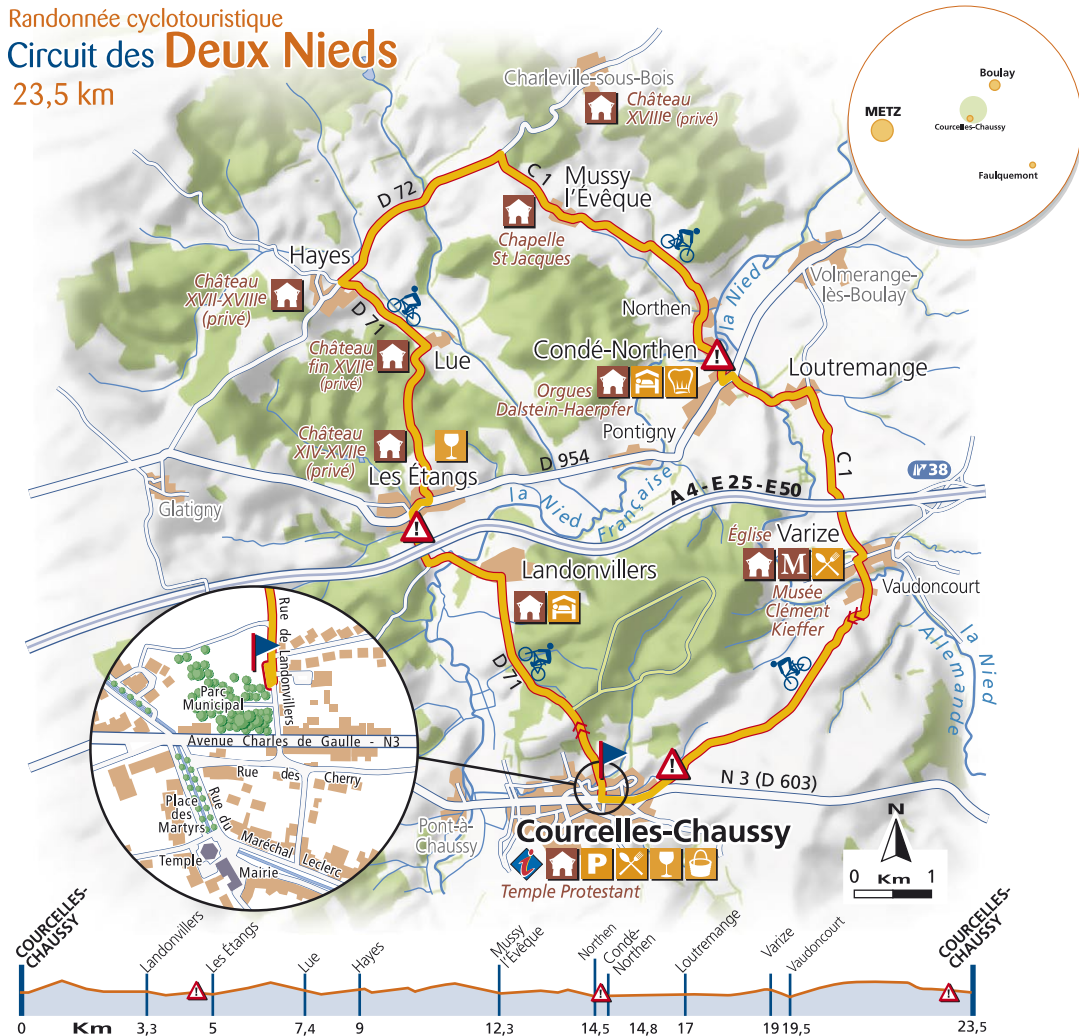 Randonnée cyclotouristique
Circuit des Deux Nieds
23,5 km
Boulay
METZ
Courcelles-Chaussy
Faulquemont
Charleville-sous-Bois
Château
XVIIIe (privé)
D 72
C 1
Mussy
l'Évêque
Chapelle
St Jacques
Hayes
Château
XVII-XVIIIe
(privé)
D 71
Northen
la Nied
Volmerange-
lès-Boulay
Château
fin XVIIe
(privé)
Lue
Condé-Northen
Orgues
Dalstein-Haerpfer
Loutremange
Pontigny
Château
XIV-XVIIe
(privé)
Les Étangs
D 954
C 1
38
Glatigny
la Nied Française
A4-E25-E50
Église
Varize
M
Musée
Clément
Kieffer
Vaudoncourt
la Nied
Allemande
Landonvillers
D 71
Rue de Landonvillers
Parc
Municipal
Avenue Charles de Gaulle - N3
Rue des Cherry
Place
des
Martyrs
Rue du Maréchal Leclerc
Temple
Mairie
N 3 (D 603)
Pont-à-
Chaussy
Courcelles-Chaussy
i
P
Temple Protestant
N
0 Km 1
COURCELLES-
CHAUSSY
Landonvillers
Les Étangs
Lue
Hayes
Mussy
l'Évêque
Northen
Condé-
Northen
Loutremange
Varize
Vaudoncourt
COURCELLES-
CHAUSSY
0 Km 3,3 5 7,4 9 12,3 14,5 14,8 17 19 19,5 23,5